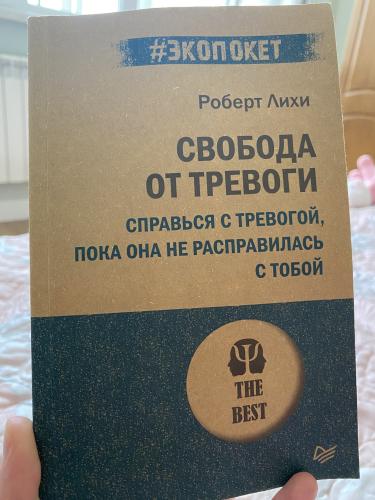 #ЭКОПОКЕТ
Роберт Лихи
СВОБОДА
ОТ ТРЕВОГИ
СПРАВЬСЯ С ТРЕВОГОЙ,
ПОКА ОНА НЕ РАСПРАВИЛАСЬ
С ТОБОЙ
Ψ
THE
BEST